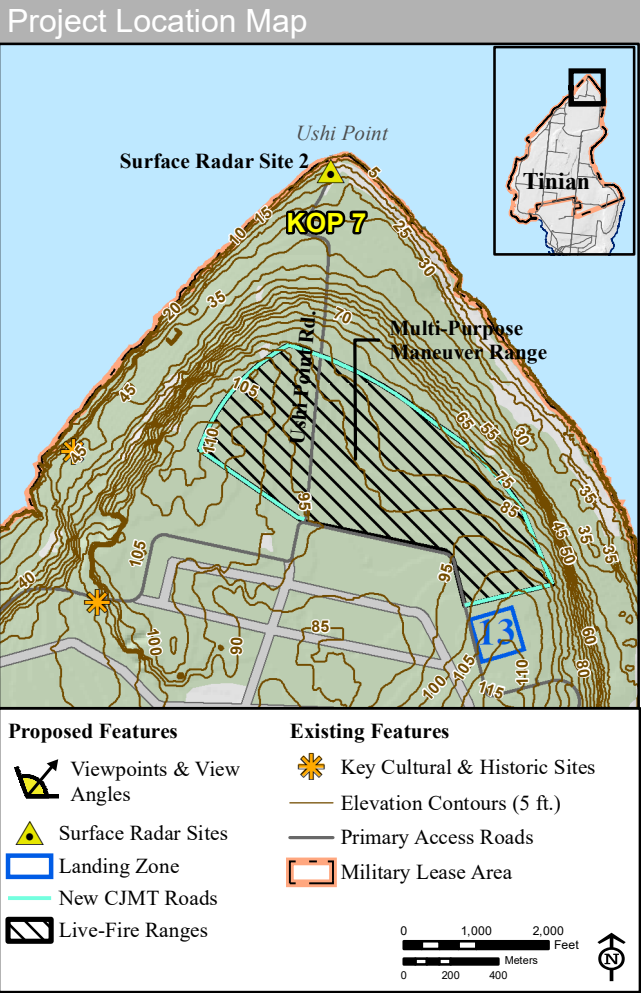 Project Location Map
Ushi Point
Surface Radar Site 2
KOP 7
Tinian
5
15
10
25
30
20
35
70
Multi-Purpose
Maneuver Range
Ushi Point Rd.
45
105
110
45
65
55
30
75
85
35
95
45
50
35
35
105
95
40
13
85
100
90
60
80
105
110
100
115
Proposed Features
Viewpoints & View
Angles
Surface Radar Sites
Landing Zone
New CJMT Roads
Live-Fire Ranges
Existing Features
Key Cultural & Historic Sites
Elevation Contours (5 ft.)
Primary Access Roads
Military Lease Area
0 1,000 2,000
Feet
Meters
0 200 400
N